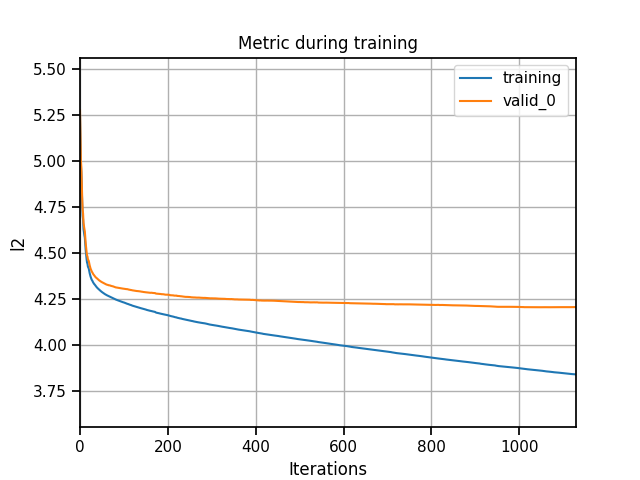 Metric during training
training
valid_0
l2
5.50
5.25
5.00
4.75
4.50
4.25
4.00
3.75
0 200 400 600 800 1000
Iterations